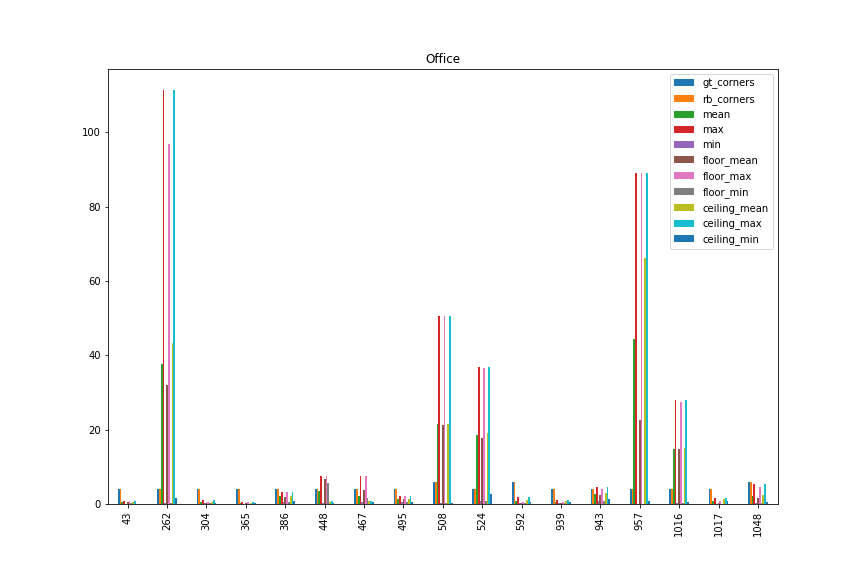 Office
gt_corners
rb_corners
mean
max
min
floor_mean
floor_max
floor_min
ceiling_mean
ceiling_max
ceiling_min
100
80
60
40
20
0
43
262
304
365
386
448
467
495
508
524
592
939
943
957
1016
1017
1048